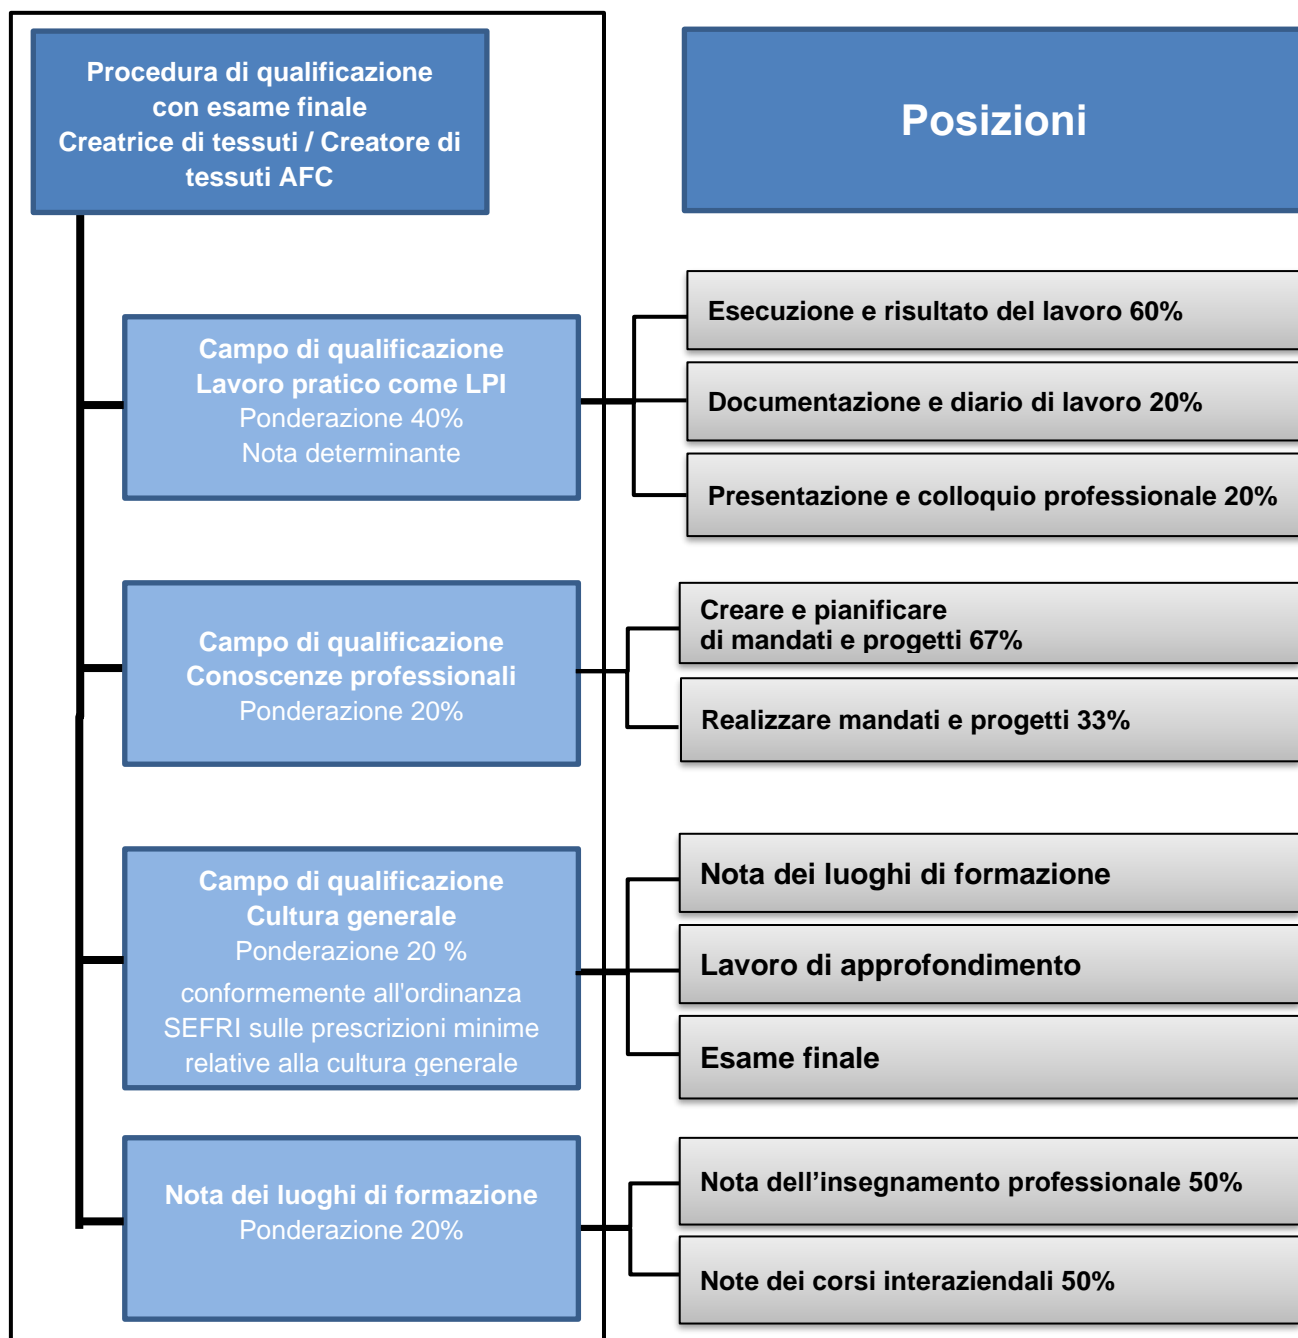 Procedura di qualificazione
con esame finale
Creatrice di tessuti / Creatore di
tessuti AFC
Posizioni
Campo di qualificazione
Lavoro pratico come LPI
Ponderazione 40%
Nota determinante
Esecuzione e risultato del lavoro 60%
Documentazione e diario di lavoro 20%
Presentazione e colloquio professionale 20%
Campo di qualificazione
Conoscenze professionali
Ponderazione 20%
Creare e pianificare
di mandati e progetti 67%
Realizzare mandati e progetti 33%
Campo di qualificazione
Cultura generale
Ponderazione 20 %
conformemente all'ordinanza
SEFRI sulle prescrizioni minime
relative alla cultura generale
Nota dei luoghi di formazione
Lavoro di approfondimento
Esame finale
Nota dei luoghi di formazione
Ponderazione 20%
Nota dell’insegnamento professionale 50%
Note dei corsi interaziendali 50%